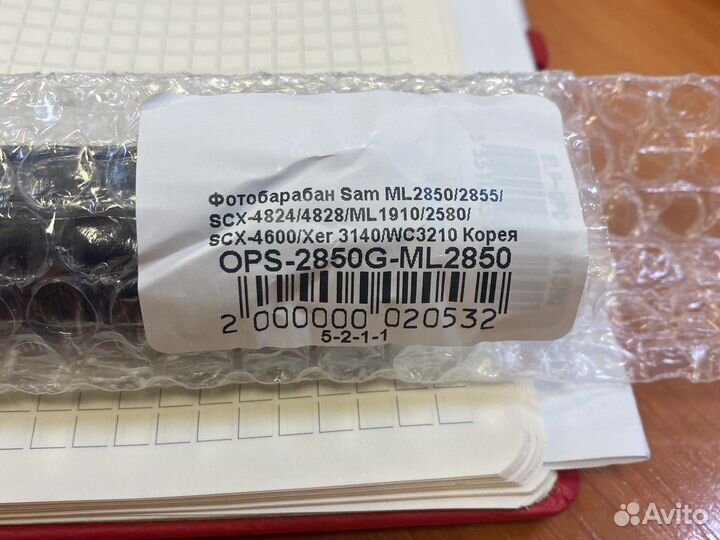 Фотобарабан Sam ML2850/2855/
SCX-4824/4828/ML1910/2580/
SCX-4600/Xer 3140/WC3210 Корея
OPS-2850G-ML2850
2 000000 020532
5-2-1-1
Avito